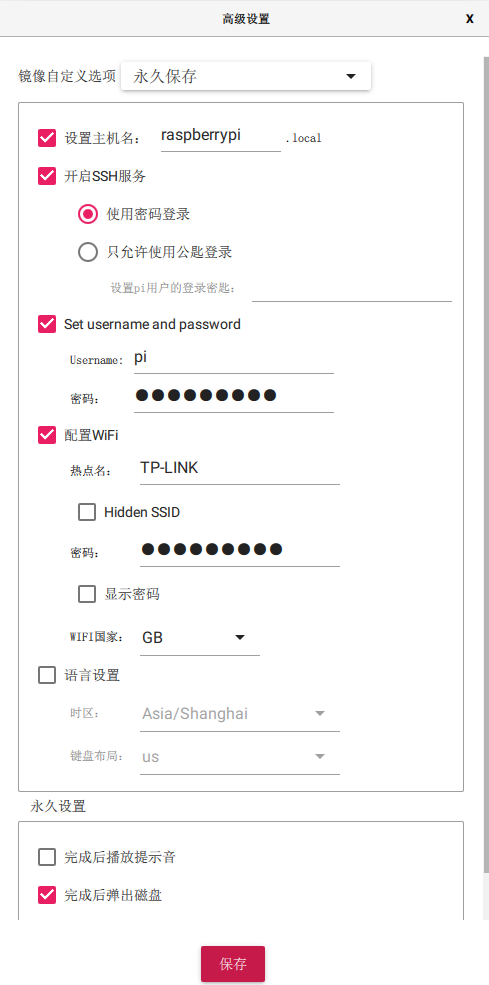 高级设置 x
镜像自定义选项 永久保存
设置主机名： raspberrypi .local
开启SSH服务
使用密码登录
只允许使用公匙登录
设置pi用户的登录密匙：
Set username and password
Username: pi
密码： ●●●●●●●●●
配置WiFi
热点名： TP-LINK
Hidden SSID
密码： ●●●●●●●●●
显示密码
WIFI国家： GB
语言设置
时区： Asia/Shanghai
键盘布局： us
永久设置
完成后播放提示音
完成后弹出磁盘
保存